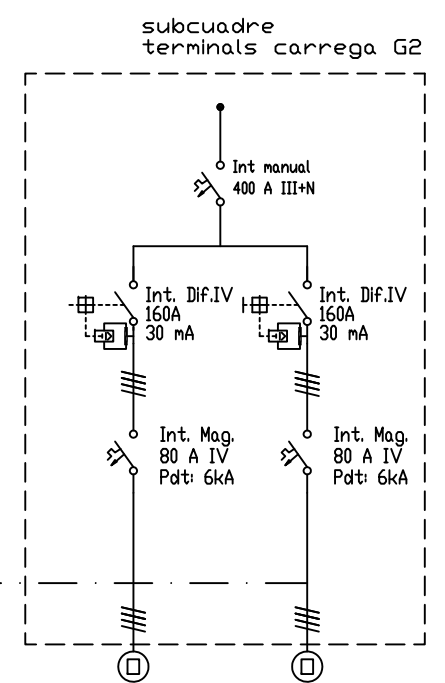 subcuadre
terminals carrega G2
Int manual
400 A III+N
Int. Dif.IV
160A
30 mA
Int. Dif.IV
160A
30 mA
Int. Mag.
80 A IV
Pdt: 6kA
Int. Mag.
80 A IV
Pdt: 6kA